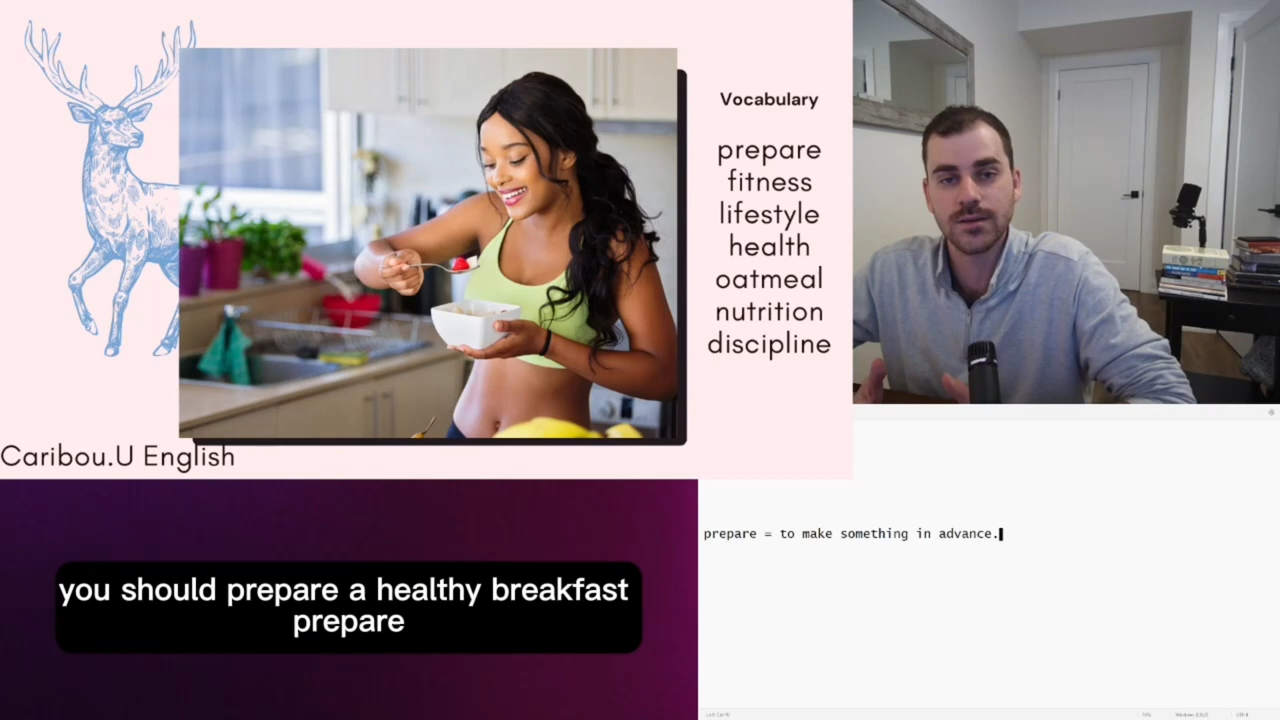 Vocabulary
prepare
fitness
lifestyle
health
oatmeal
nutrition
discipline
Caribou.U English
prepare = to make something in advance.
you should prepare a healthy breakfast
prepare